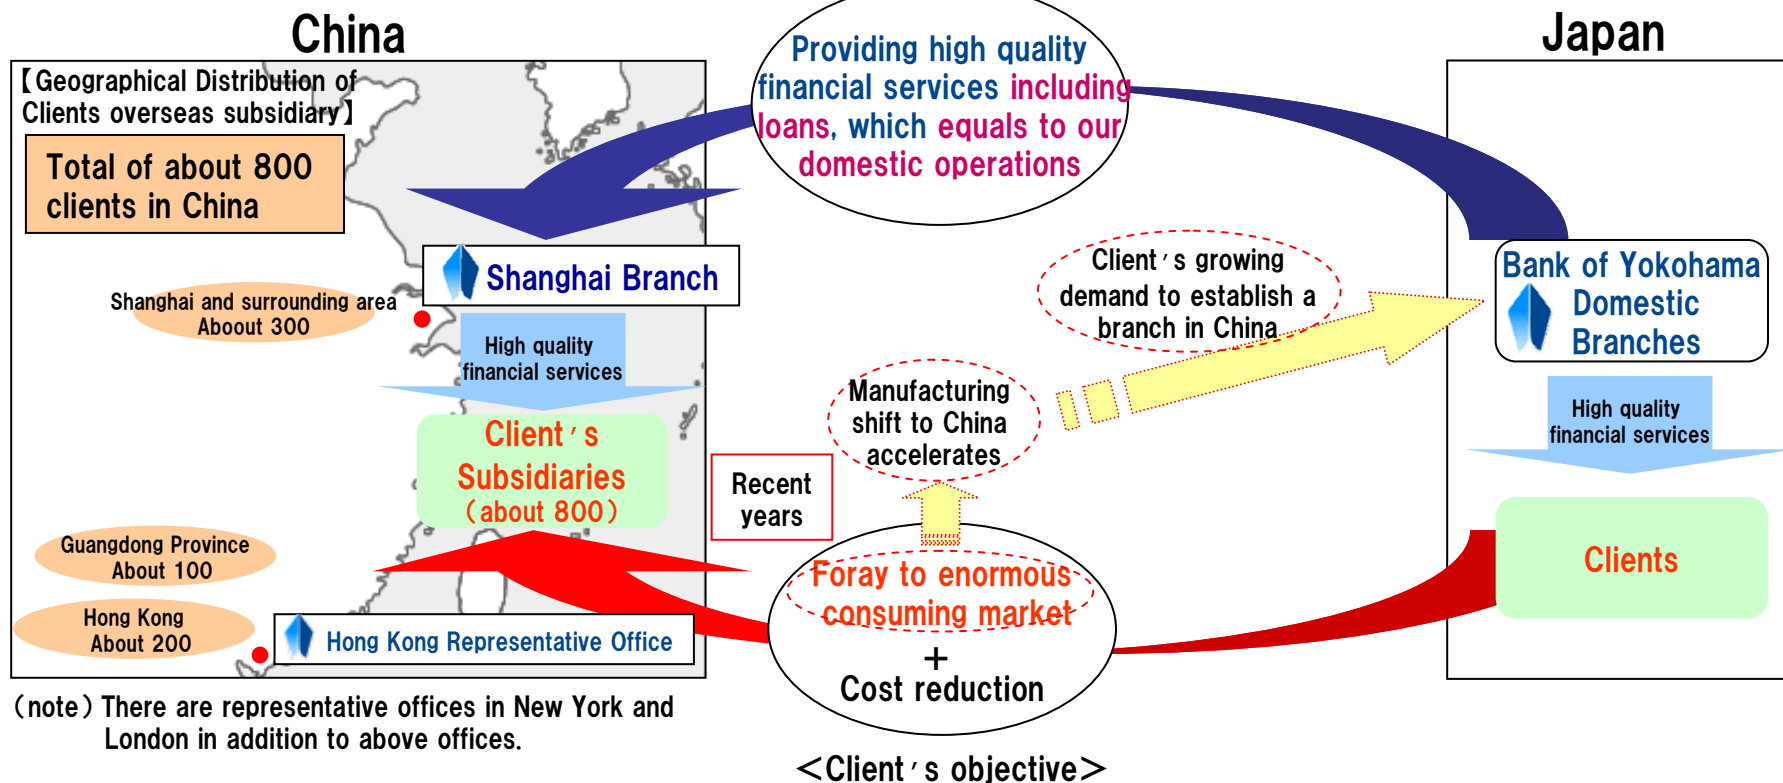 China
Japan
【Geographical Distribution of
Clients overseas subsidiary】
Total of about 800
clients in China
Providing high quality
financial services including
loans, which equals to our
domestic operations
Shanghai Branch
Shanghai and surrounding area
Aboout 300
High quality
financial services
Client's
Subsidiaries
(about 800)
Guangdong Province
About 100
Hong Kong
About 200
Hong Kong Representative Office
Recent
years
Client's growing
demand to establish a
branch in China
Manufacturing
shift to China
accelerates
Foray to enormous
consuming market
+
Cost reduction
<Client's objective>
Bank of Yokohama
Domestic
Branches
High quality
financial services
Clients
(note) There are representative offices in New York and
London in addition to above offices.